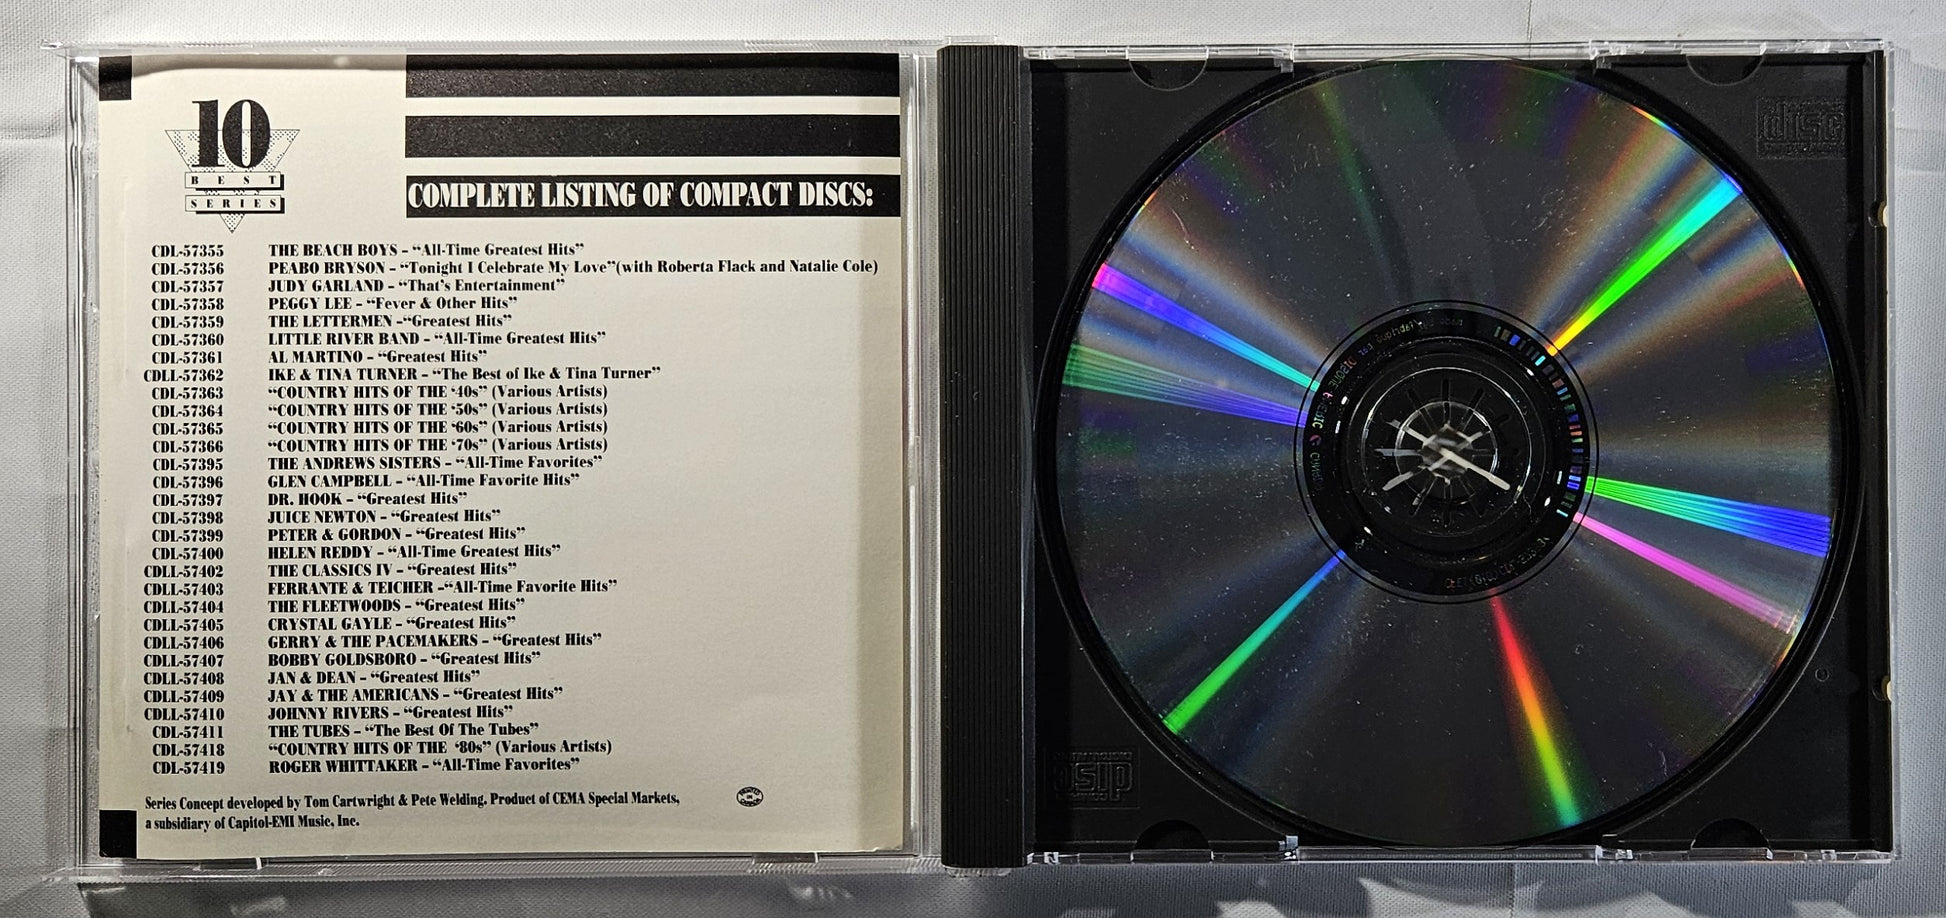 10
BEST
SERIES
COMPLETE LISTING OF COMPACT DISCS:
CDL-57355 THE BEACH BOYS – “All-Time Greatest Hits”
CDL-57356 PEABO BRYSON – “Tonight I Celebrate My Love”(with Roberta Flack and Natalie Cole)
CDL-57357 JUDY GARLAND – “That’s Entertainment”
CDL-57358 PEGGY LEE – “Fever & Other Hits”
CDL-57359 THE LETTERMEN –“Greatest Hits”
CDL-57360 LITTLE RIVER BAND – “All-Time Greatest Hits”
CDL-57361 AL MARTINO – “Greatest Hits”
CDLL-57362 IKE & TINA TURNER – “The Best of Ike & Tina Turner”
CDL-57363 “COUNTRY HITS OF THE ‘40s” (Various Artists)
CDL-57364 “COUNTRY HITS OF THE ‘50s” (Various Artists)
CDL-57365 “COUNTRY HITS OF THE ‘60s” (Various Artists)
CDL-57366 “COUNTRY HITS OF THE ‘70s” (Various Artists)
CDL-57395 THE ANDREWS SISTERS – “All-Time Favorites”
CDL-57396 GLEN CAMPBELL – “All-Time Favorite Hits”
CDL-57397 DR. HOOK – “Greatest Hits”
CDL-57398 JUICE NEWTON – “Greatest Hits”
CDL-57399 PETER & GORDON – “Greatest Hits”
CDL-57400 HELEN REDDY – “All-Time Greatest Hits”
CDLL-57402 THE CLASSICS IV – “Greatest Hits”
CDLL-57403 FERRANTE & TEICHER –“All-Time Favorite Hits”
CDLL-57404 THE FLEETWOODS – “Greatest Hits”
CDLL-57405 CRYSTAL GAYLE – “Greatest Hits”
CDLL-57406 GERRY & THE PACEMAKERS – “Greatest Hits”
CDLL-57407 BOBBY GOLDSBORO – “Greatest Hits”
CDLL-57408 JAN & DEAN – “Greatest Hits”
CDLL-57409 JAY & THE AMERICANS – “Greatest Hits”
CDLL-57410 JOHNNY RIVERS – “Greatest Hits”
CDL-57411 THE TUBES – “The Best Of The Tubes”
CDL-57418 “COUNTRY HITS OF THE ‘80s” (Various Artists)
CDL-57419 ROGER WHITTAKER – “All-Time Favorites”
Series Concept developed by Tom Cartwright & Pete Welding. Product of CEMA Special Markets,
a subsidiary of Capitol-EMI Music, Inc.
PRINTED
IN
CANADA
disc
disc